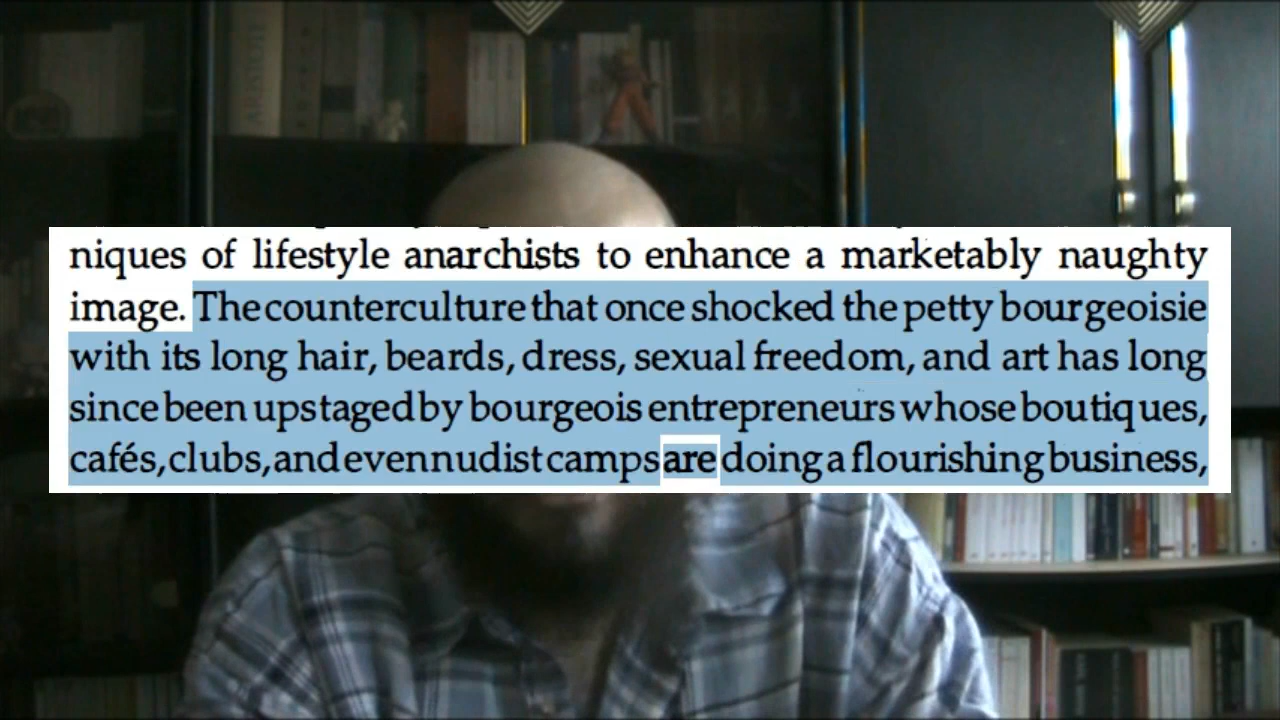 niques of lifestyle anarchists to enhance a marketably naughty
image. The counterculture that once shocked the petty bourgeoisie
with its long hair, beards, dress, sexual freedom, and art has long
since been upstaged by bourgeois entrepreneurs whose boutiques,
cafés, clubs, and even nudist camps are doing a flourishing business,